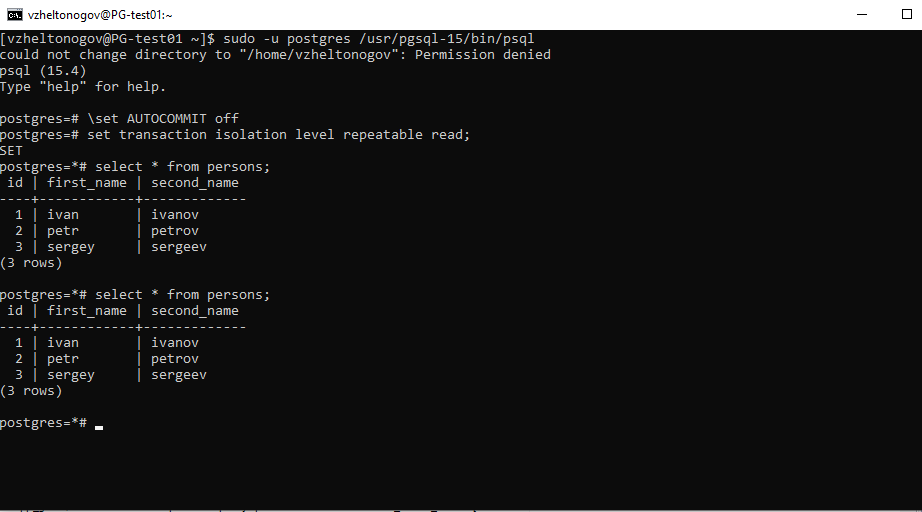 vzheltonogov@PG-test01:~
[vzheltonogov@PG-test01 ~]$ sudo -u postgres /usr/pgsql-15/bin/psql
could not change directory to "/home/vzheltonogov": Permission denied
psql (15.4)
Type "help" for help.
postgres=# \set AUTOCOMMIT off
postgres=# set transaction isolation level repeatable read;
SET
postgres=*# select * from persons;
 id | first_name | second_name
----+------------+-------------
  1 | ivan       | ivanov
  2 | petr       | petrov
  3 | sergey     | sergeev
(3 rows)
postgres=*# select * from persons;
 id | first_name | second_name
----+------------+-------------
  1 | ivan       | ivanov
  2 | petr       | petrov
  3 | sergey     | sergeev
(3 rows)
postgres=*#